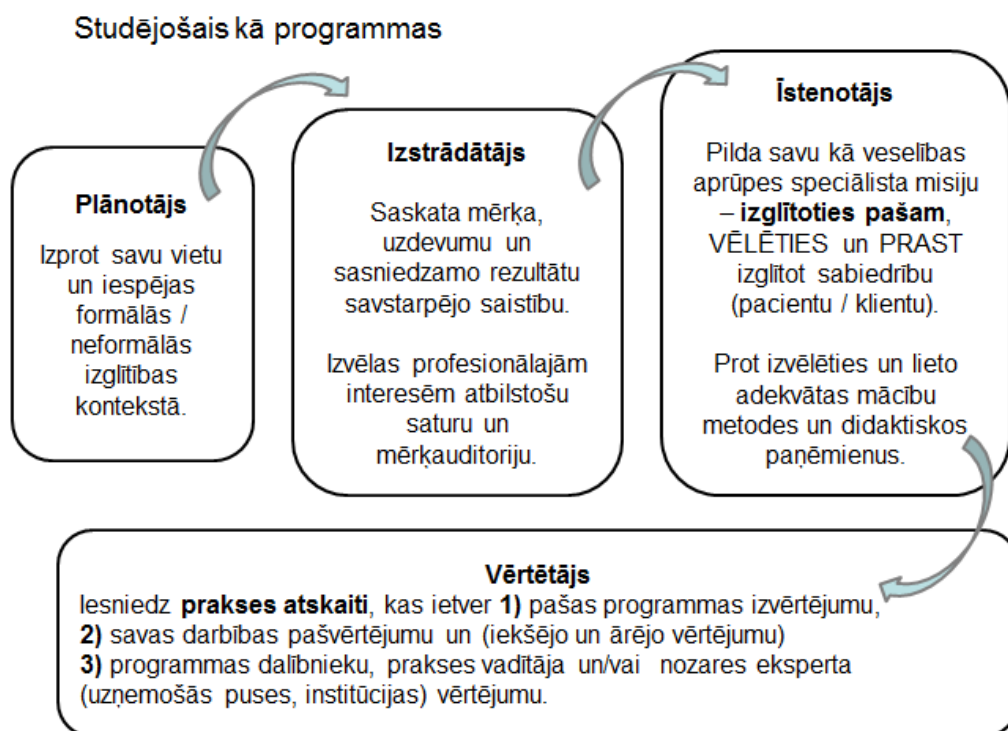 Studējošais kā programmas
Plānotājs
Izprot savu vietu
un iespējas
formālās /
neformālās
izglītības
kontekstā.
Izstrādātājs
Saskata mērķa,
uzdevumu un
sasniedzamo rezultātu
savstarpējo saistību.
Izvēlas profesionālajām
interesēm atbilstošu
saturu un
mērķauditoriju.
Īstenotājs
Pilda savu kā veselības
aprūpes speciālista misiju
– izglītoties pašam,
VĒLĒTIES un PRAST
izglītot sabiedrību
(pacientu / klientu).
Prot izvēlēties un lieto
adekvātas mācību
metodes un didaktiskos
paņēmienus.
Vērtētājs
Iesniedz prakses atskaiti, kas ietver 1) pašas programmas izvērtējumu,
2) savas darbības pašvērtējumu un (iekšējo un ārējo vērtējumu)
3) programmas dalībnieku, prakses vadītāja un/vai nozares eksperta
(uzņemošās puses, institūcijas) vērtējumu.